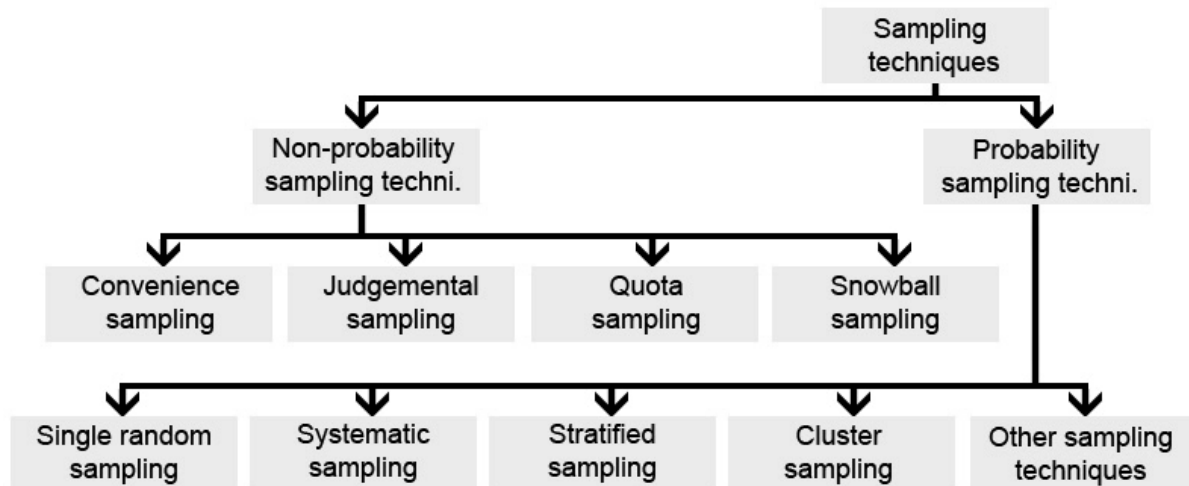 Sampling
techniques
Non-probability
sampling techni.
Probability
sampling techni.
Convenience
sampling
Judgemental
sampling
Quota
sampling
Snowball
sampling
Single random
sampling
Systematic
sampling
Stratified
sampling
Cluster
sampling
Other sampling
techniques